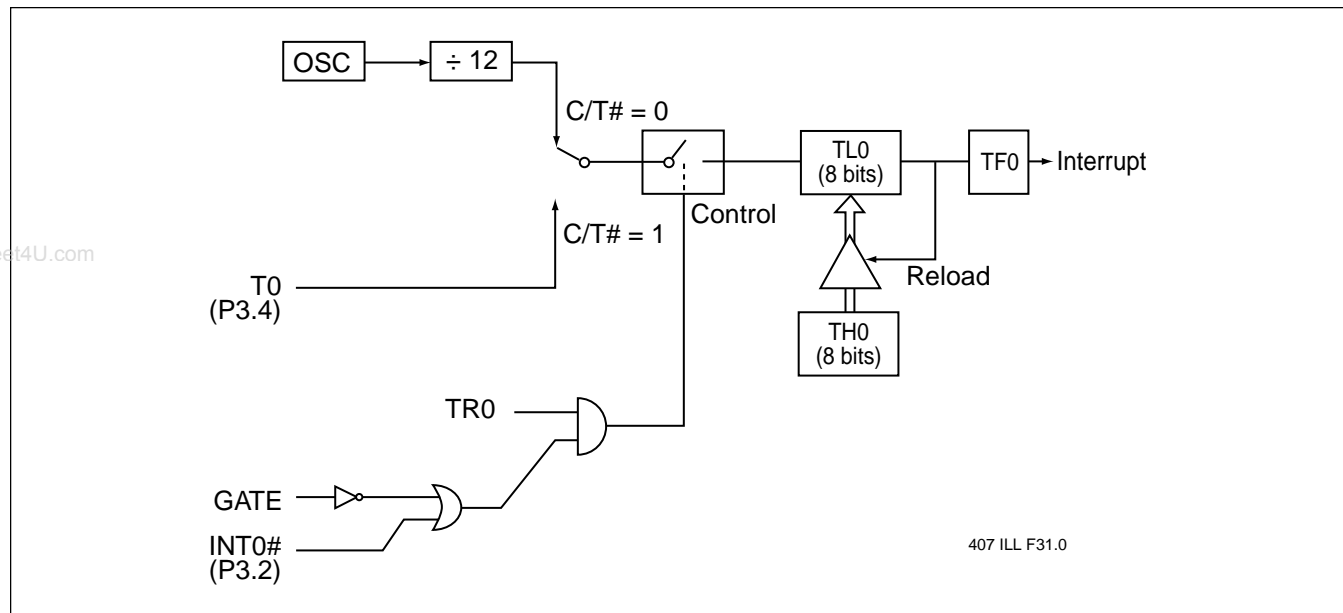 OSC
÷ 12
C/T# = 0
TL0
(8 bits)
TF0
Interrupt
Control
C/T# = 1
eet4U.com
T0
(P3.4)
Reload
TH0
(8 bits)
TR0
GATE
INT0#
(P3.2)
407 ILL F31.0